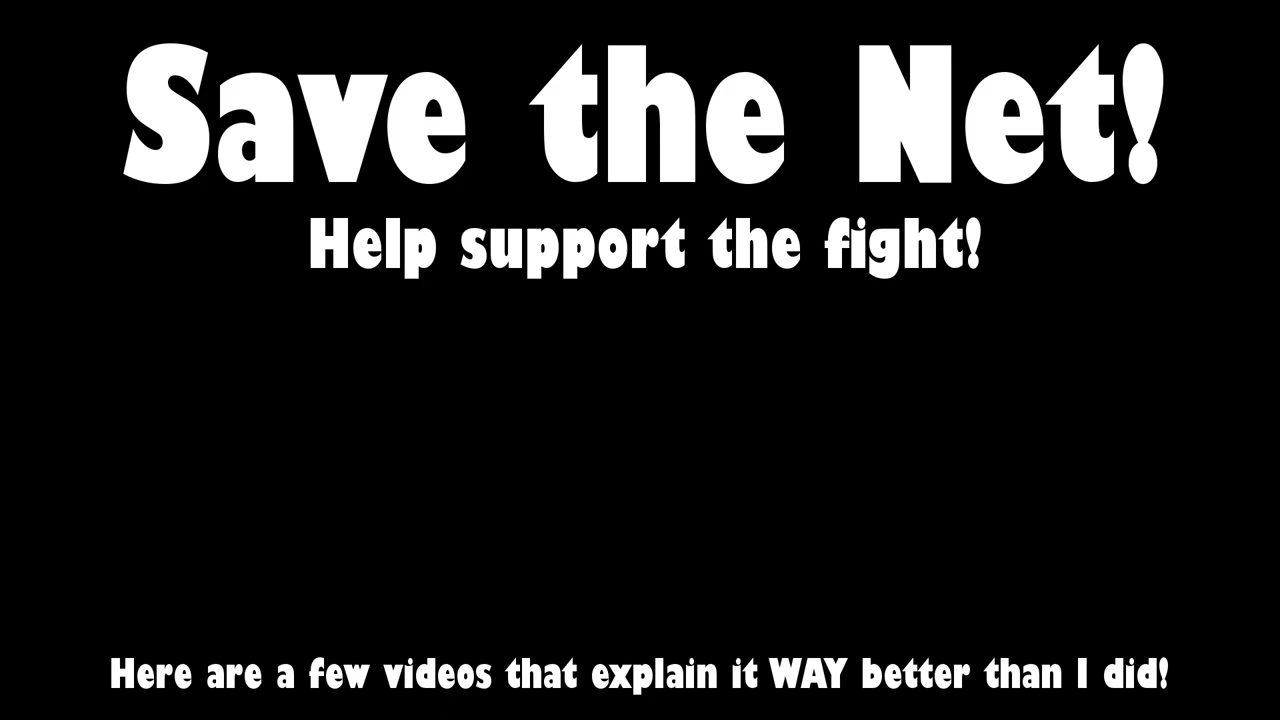 Save the Net!
Help support the fight!
Here are a few videos that explain it WAY better than I did!